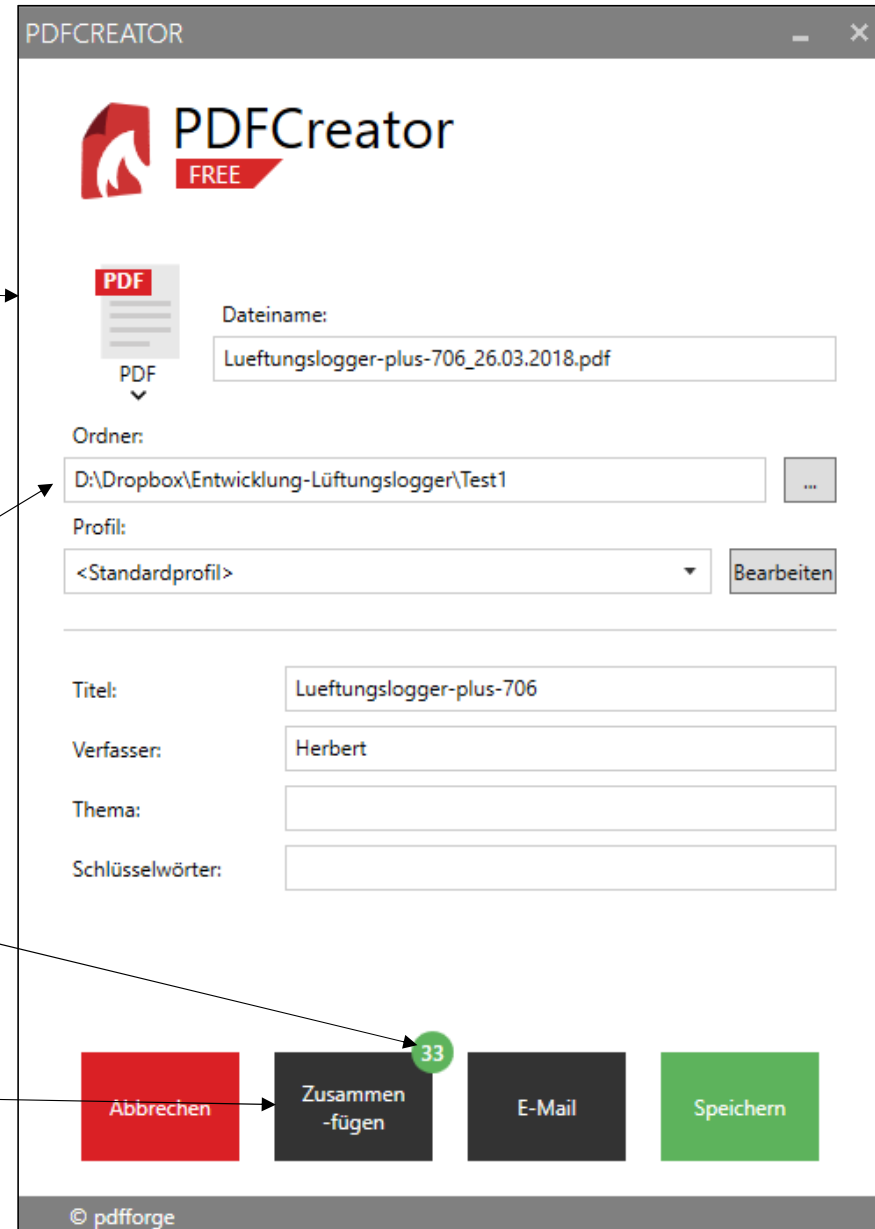 PDFCREATOR
PDFCreator
FREE
PDF
PDF
Dateiname:
Lueftungslogger-plus-706_26.03.2018.pdf
Ordner:
D:\Dropbox\Entwicklung-Lüftungslogger\Test1
...
Profil:
<Standardprofil>
Bearbeiten
Titel:
Lueftungslogger-plus-706
Verfasser:
Herbert
Thema:
Schlüsselwörter:
33
Abbrechen
Zusammen
-fügen
E-Mail
Speichern
© pdfforge